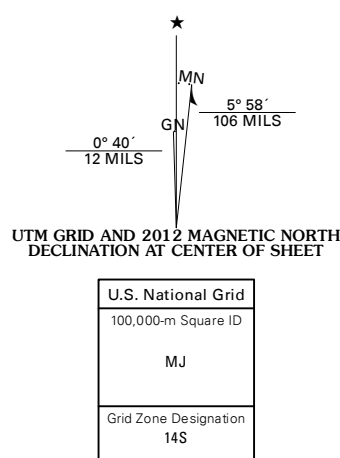 ★
MN
GN
5° 58´
106 MILS
0° 40´
12 MILS
UTM GRID AND 2012 MAGNETIC NORTH
DECLINATION AT CENTER OF SHEET
U.S. National Grid
100,000-m Square ID
MJ
Grid Zone Designation
14S